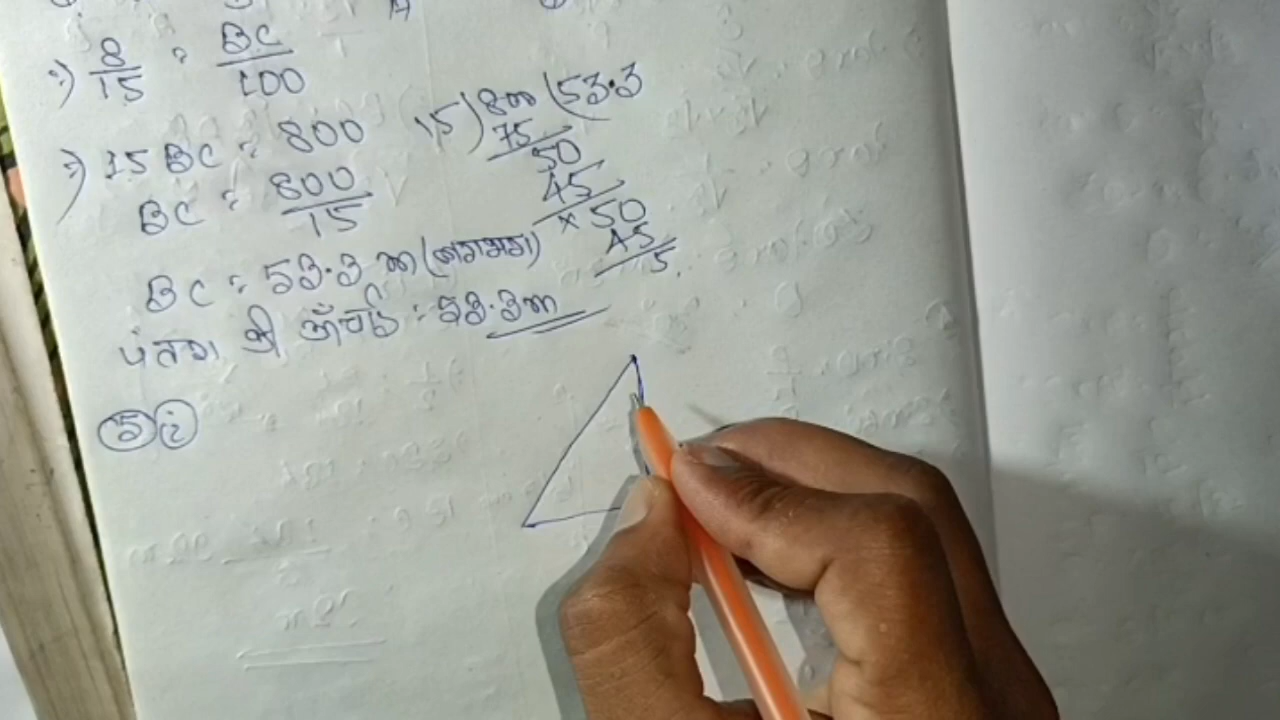 ⇒) 8/15 = BC/100
⇒) 15 BC = 800
BC = 800/15
BC = 53.3 m (लगभग)
पंतग की ऊँचाई = 53.3m
15) 800 (53.3
75
50
45
× 50
45
5
5 i